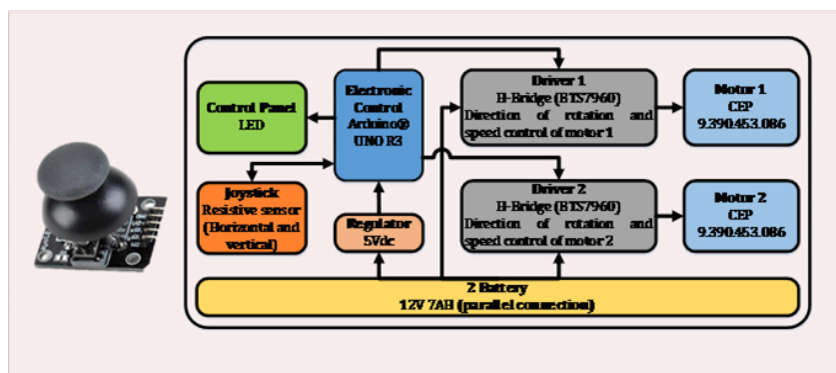 Control Panel
LED
Electronic
Control
Arduino®
UNO R3
Driver 1
H-Bridge (BTS7960)
Direction of rotation and
speed control of motor 1
Motor 1
CEP
9.390.453.086
Joystick
Resistive sensor
(Horizontal and
vertical)
Regulator
5Vdc
Driver 2
H-Bridge (BTS7960)
Direction of rotation and
speed control of motor 2
Motor 2
CEP
9.390.453.086
2 Battery
12V 7AH (parallel connection)